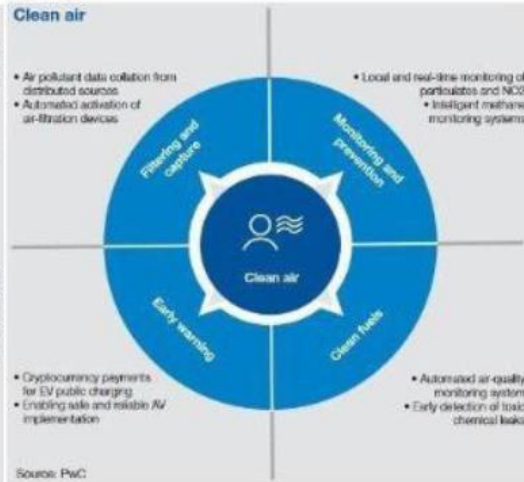 Clean air
• Air pollutant data collation from
distributed sources
• Automated activation of
air-filtration devices
• Local and real-time monitoring of
particulates and NO2
• Intelligent methane
monitoring systems
Filtering and
capture
Monitoring and
prevention
Clean air
Early warning
Clean fuels
• Cryptocurrency payments
for EV public charging
• Enabling safe and reliable AV
implementation
• Automated air-quality
monitoring system
• Early detection of toxic
chemical leaks
Source: PwC